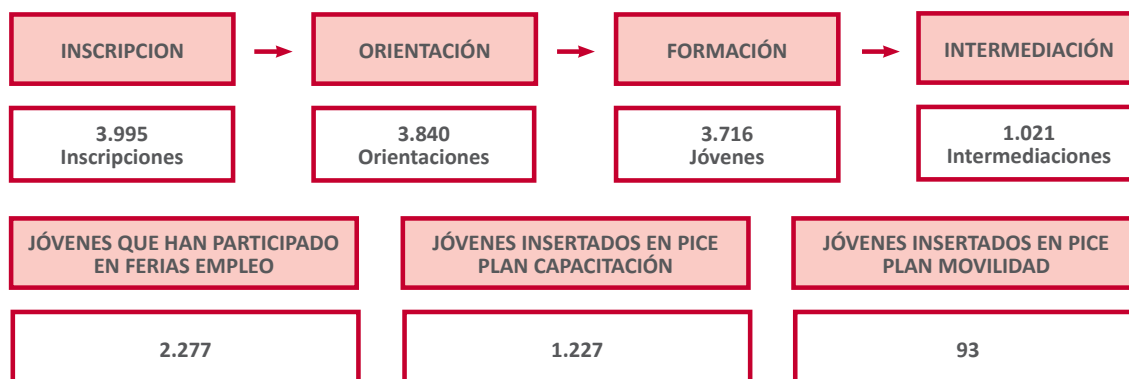 INSCRIPCION
ORIENTACIÓN
FORMACIÓN
INTERMEDIACIÓN
3.995
Inscripciones
3.840
Orientaciones
3.716
Jóvenes
1.021
Intermediaciones
JÓVENES QUE HAN PARTICIPADO
EN FERIAS EMPLEO
JÓVENES INSERTADOS EN PICE
PLAN CAPACITACIÓN
JÓVENES INSERTADOS EN PICE
PLAN MOVILIDAD
2.277
1.227
93